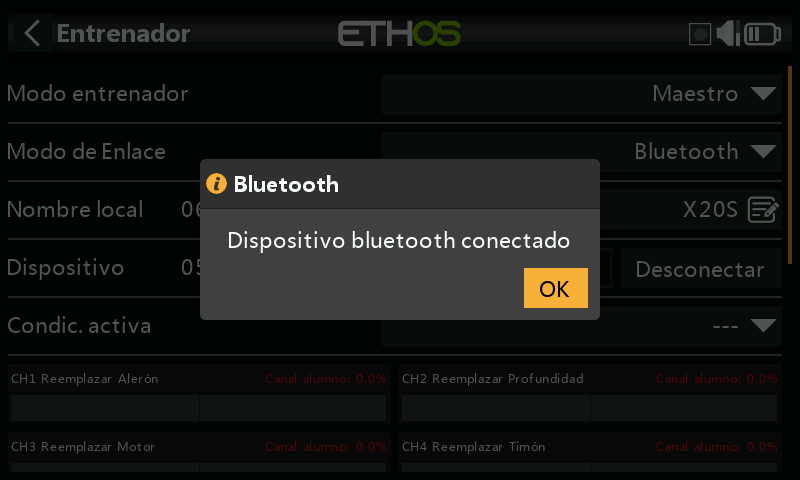 Entrenador
ETHOS
Modo entrenador
Maestro
Modo de Enlace
Bluetooth
Bluetooth
Nombre local
X20S
Dispositivo bluetooth conectado
Dispositivo
Desconectar
OK
Condic. activa
---
CH1 Reemplazar Alerón
Canal alumno: 0.0%
CH2 Reemplazar Profundidad
Canal alumno: 0.0%
CH3 Reemplazar Motor
Canal alumno: 0.0%
CH4 Reemplazar Timón
Canal alumno: 0.0%